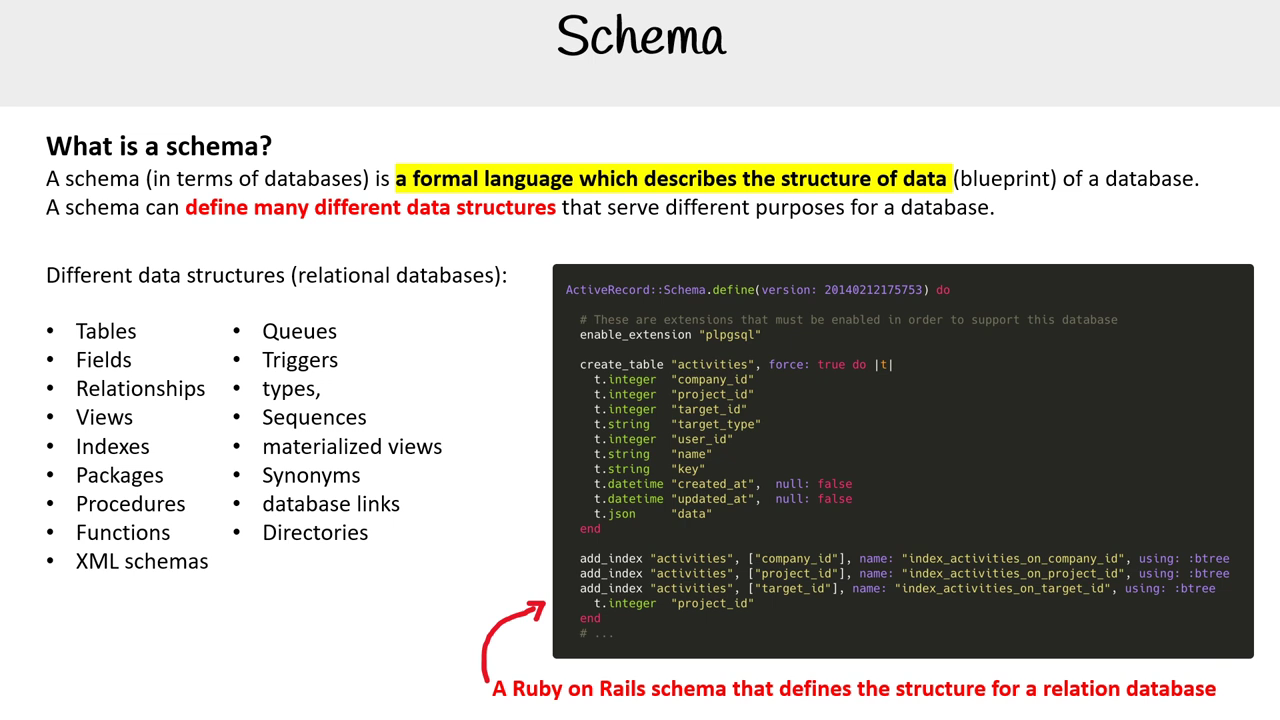 Schema
What is a schema?
A schema (in terms of databases) is a formal language which describes the structure of data (blueprint) of a database.
A schema can define many different data structures that serve different purposes for a database.
Different data structures (relational databases):
• Tables
• Fields
• Relationships
• Views
• Indexes
• Packages
• Procedures
• Functions
• XML schemas
• Queues
• Triggers
• types,
• Sequences
• materialized views
• Synonyms
• database links
• Directories
ActiveRecord::Schema.define(version: 20140212175753) do
# These are extensions that must be enabled in order to support this database
enable_extension "plpgsql"
create_table "activities", force: true do |t|
t.integer "company_id"
t.integer "project_id"
t.integer "target_id"
t.string "target_type"
t.integer "user_id"
t.string "name"
t.string "key"
t.datetime "created_at", null: false
t.datetime "updated_at", null: false
t.json "data"
end
add_index "activities", ["company_id"], name: "index_activities_on_company_id", using: :btree
add_index "activities", ["project_id"], name: "index_activities_on_project_id", using: :btree
add_index "activities", ["target_id"], name: "index_activities_on_target_id", using: :btree
t.integer "project_id"
end
# ...
A Ruby on Rails schema that defines the structure for a relation database